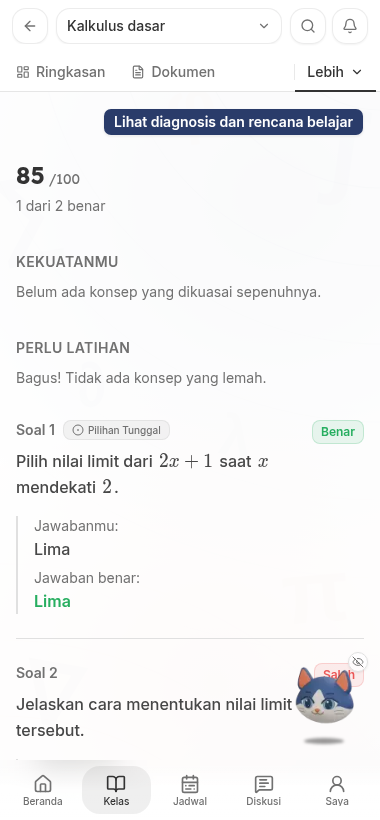 Kalkulus dasar
Ringkasan
Dokumen
Lebih
Lihat diagnosis dan rencana belajar
85 /100
1 dari 2 benar
KEKUATANMU
Belum ada konsep yang dikuasai sepenuhnya.
PERLU LATIHAN
Bagus! Tidak ada konsep yang lemah.
Soal 1
Pilihan Tunggal
Benar
Pilih nilai limit dari 2x + 1 saat x
mendekati 2.
Jawabanmu:
Lima
Jawaban benar:
Lima
Soal 2
Jelaskan cara menentukan nilai limit
tersebut.
Beranda
Kelas
Jadwal
Diskusi
Saya